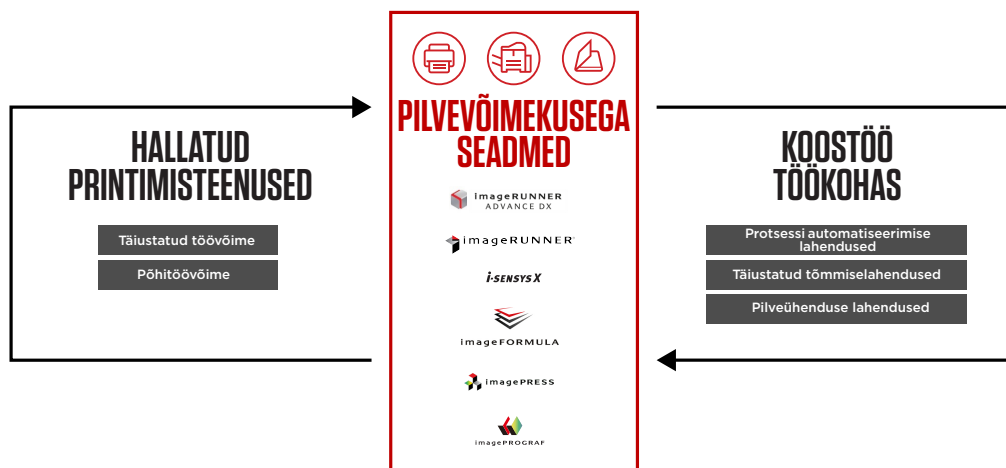 HALLATUD
PRINTIMISTEENUSED
Täiustatud töövõime
Põhitöövõime
PILVEVÕIMEKUSEGA
SEADMED
imageRUNNER
ADVANCE DX
imageRUNNER
i-SENSYS X
imageFORMULA
imagePRESS
imagePROGRAF
KOOSTÖÖ
TÖÖKOHAS
Protsessi automatiseerimise
lahendused
Täiustatud tõmmiselahendused
Pilveühenduse lahendused